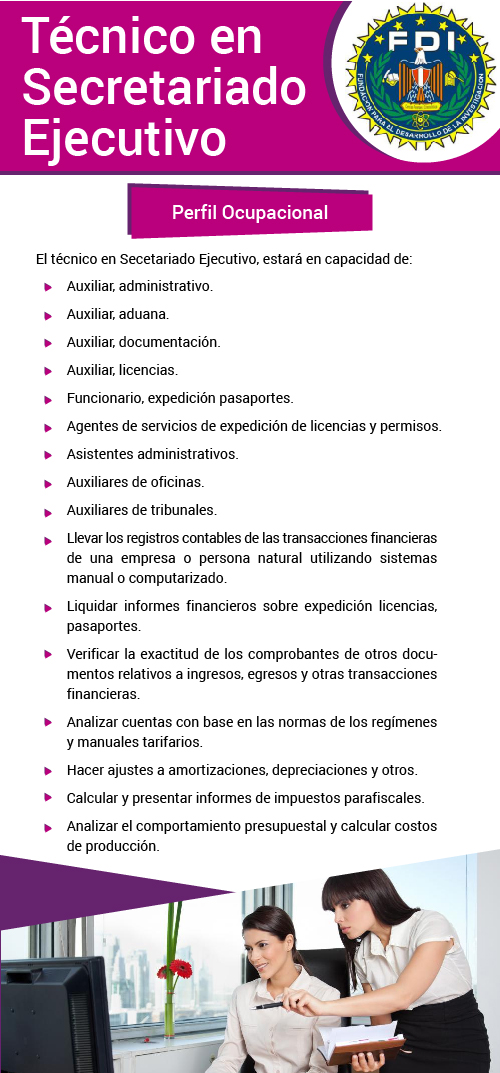 Técnico en
Secretariado
Ejecutivo
FDI
FUNDACION PARA EL DESARROLLO DE LA INVESTIGACION
Perfil Ocupacional
El técnico en Secetariado Ejecutivo, estará en capacidad de:
Auxiliar, administrativo.
Auxiliar, aduana.
Auxiliar, documentación.
Auxiliar, licencias.
Funcionario, expedición pasaportes.
Agentes de servicios de expedición de licencias y permisos.
Asistentes administrativos.
Auxiliares de oficinas.
Auxiliares de tribunales.
Llevar los registros contables de las transacciones financieras
de una empresa o persona natural utilizando sistemas
manual o computarizado.
Liquidar informes financieros sobre expedición licencias,
pasaportes.
Verificar la exactitud de los comprobantes de otros docu-
mentos relativos a ingresos, egresos y otras transacciones
financieras.
Analizar cuentas con base en las normas de los regímenes
y manuales tarifarios.
Hacer ajustes a amortizaciones, depreciaciones y otros.
Calcular y presentar informes de impuestos parafiscales.
Analizar el comportamiento presupuestal y calcular costos
de producción.